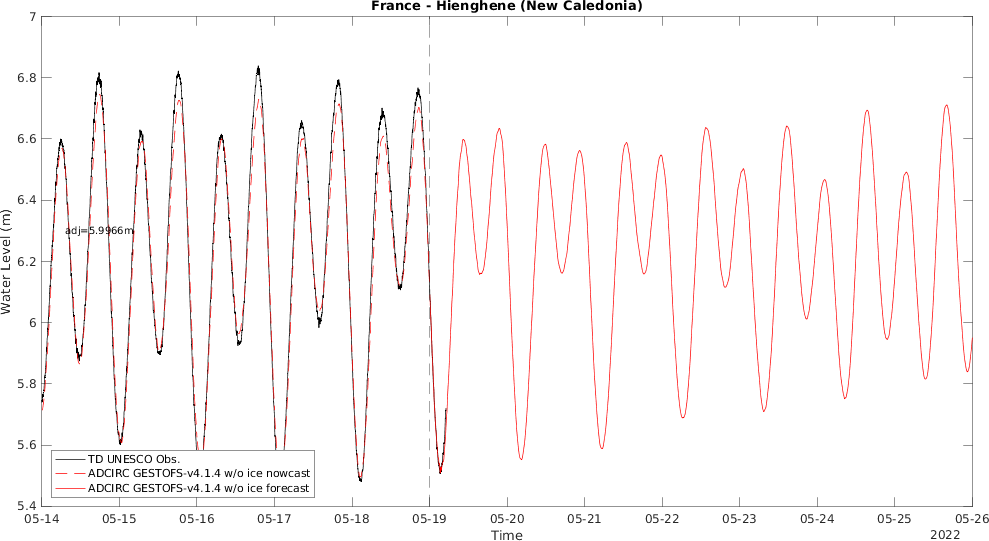 France - Hienghene (New Caledonia)
7
6.8
6.6
6.4
6.2
6
5.8
5.6
5.4
Water Level (m)
adj=5.9966m
TD UNESCO Obs.
ADCIRC GESTOFS-v4.1.4 w/o ice nowcast
ADCIRC GESTOFS-v4.1.4 w/o ice forecast
05-14 05-15 05-16 05-17 05-18 05-19 05-20 05-21 05-22 05-23 05-24 05-25 05-26
Time
2022